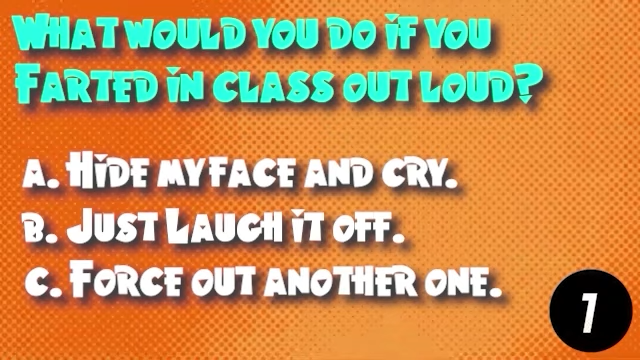 What would you do if you
Farted in class out loud?
A. Hide my face and cry.
B. Just Laugh it off.
C. Force out another one.
1